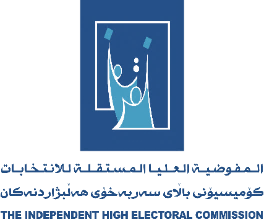 المفوضية العليا المستقلة للانتخابات
كۆمیسیۆنی باڵای سەربەخۆی هەڵبژاردنەکان
THE INDEPENDENT HIGH ELECTORAL COMMISSION